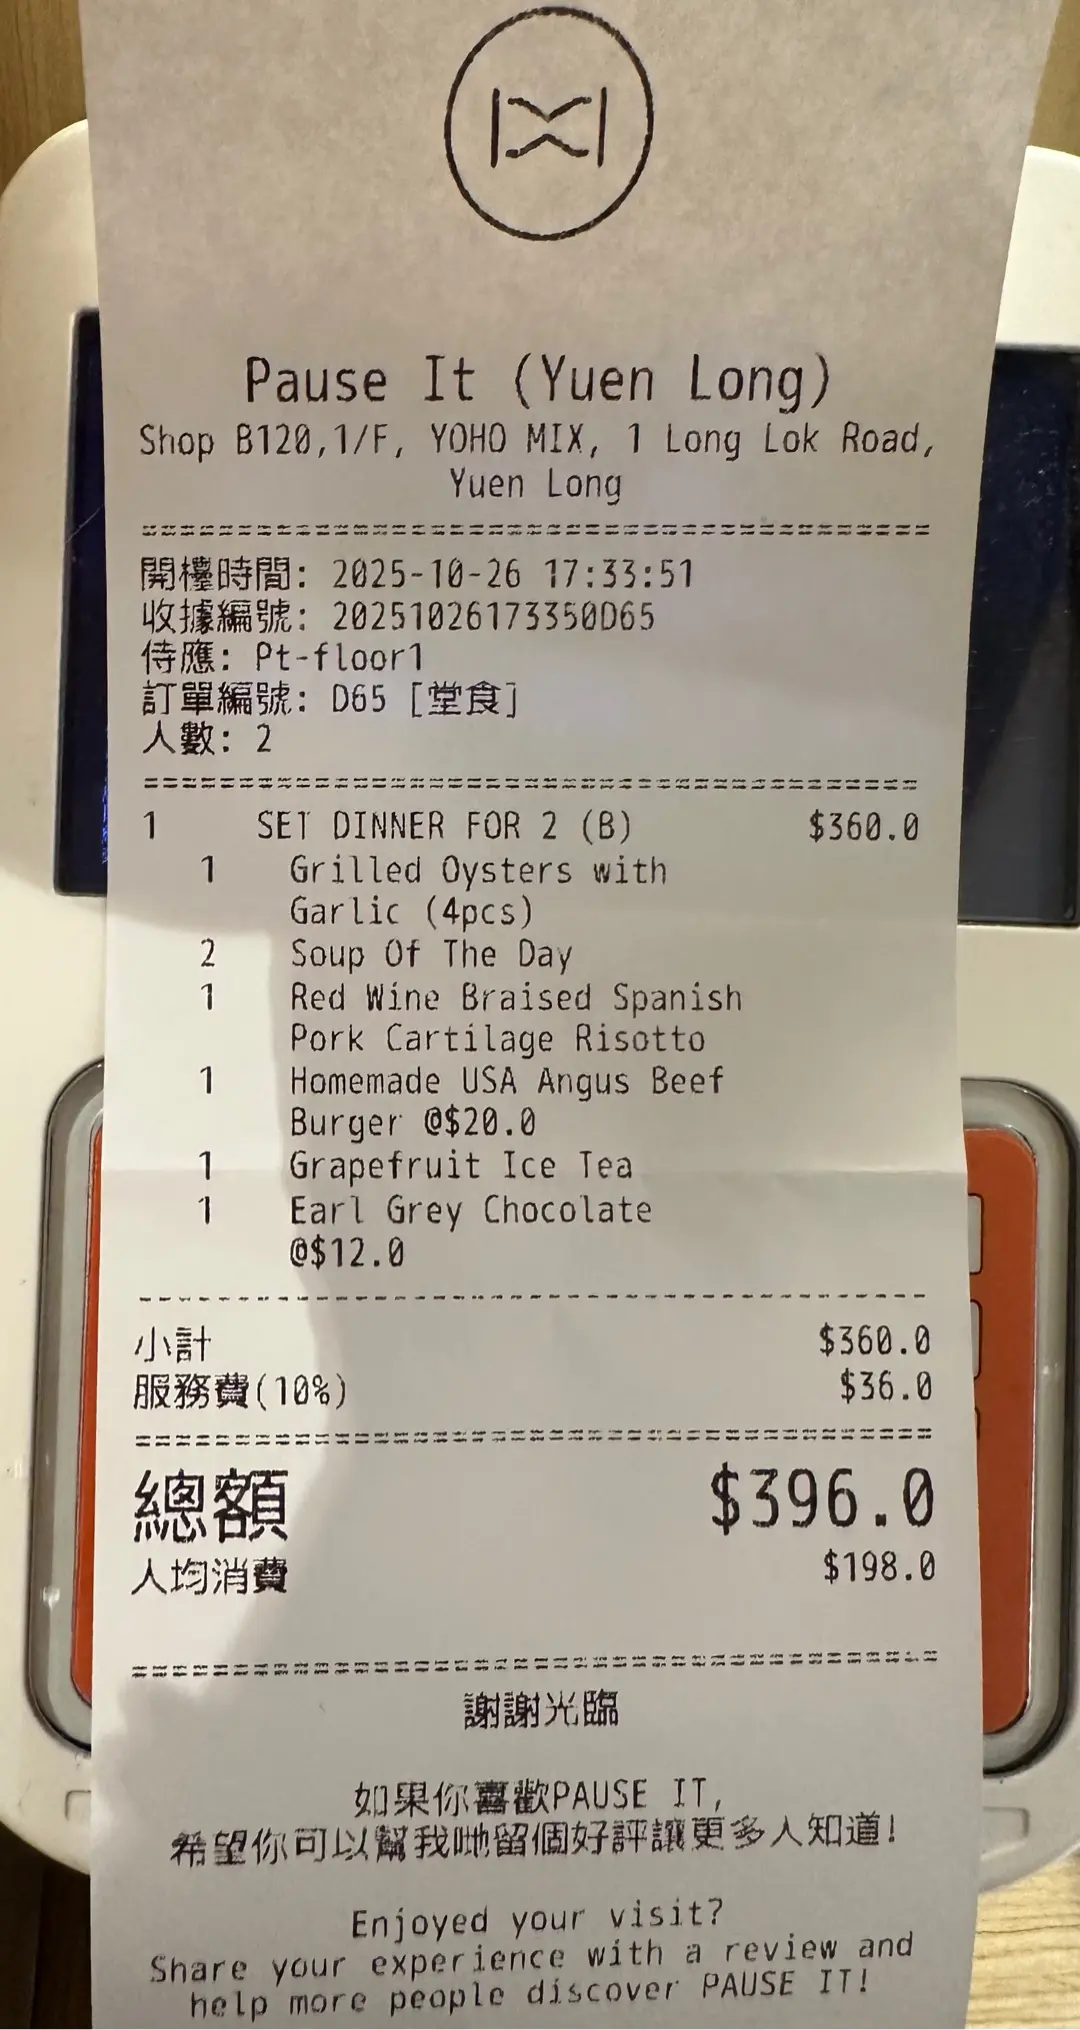 Pause It (Yuen Long)
Shop B120,1/F, YOHO MIX, 1 Long Lok Road,
Yuen Long
開檯時間: 2025-10-26 17:33:51
收據編號: 20251026173350D65
侍應: Pt-floor1
訂單編號: D65 [堂食]
人數: 2
1 SET DINNER FOR 2 (B) $360.0
1 Grilled Oysters with
Garlic (4pcs)
2 Soup Of The Day
1 Red Wine Braised Spanish
Pork Cartilage Risotto
1 Homemade USA Angus Beef
Burger @$20.0
1 Grapefruit Ice Tea
1 Earl Grey Chocolate
@$12.0
小計 $360.0
服務費(10%) $36.0
總額 $396.0
人均消費 $198.0
謝謝光臨
如果你喜歡PAUSE IT,
希望你可以幫我哋留個好評讓更多人知道!
Enjoyed your visit?
Share your experience with a review and
help more people discover PAUSE IT!